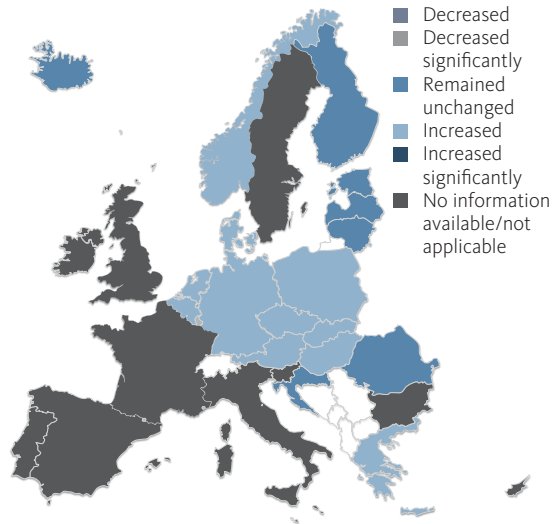 Decreased
Decreased
significantly
Remained
unchanged
Increased
Increased
significantly
No information
available/not
applicable